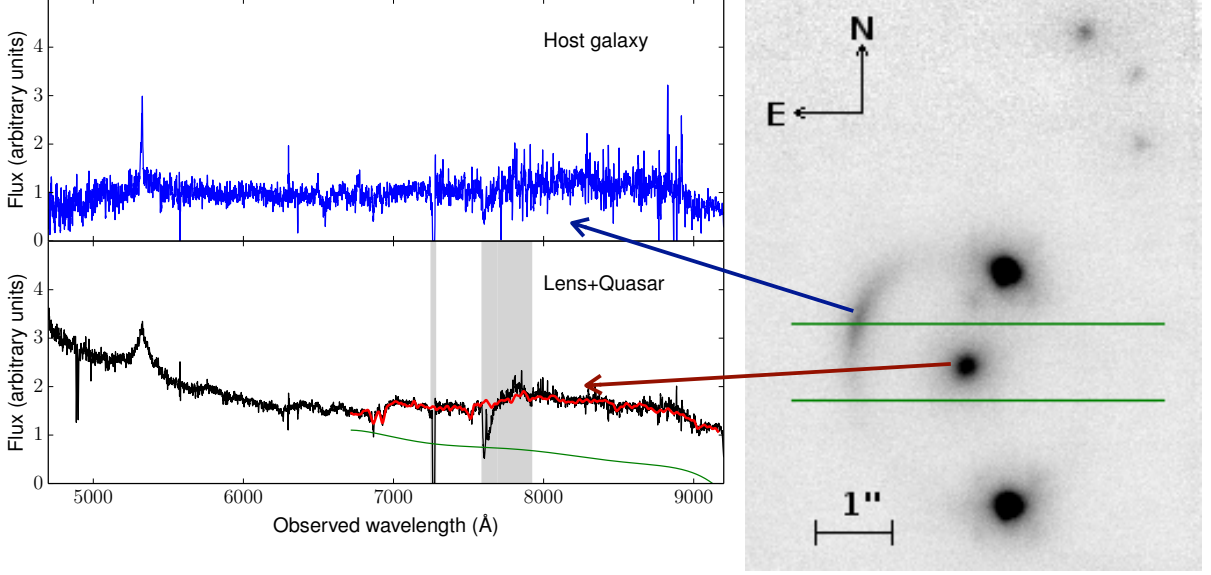 Host galaxy
Flux (arbitrary units)
4
3
2
1
0
Lens+Quasar
Flux (arbitrary units)
4
3
2
1
0
5000 6000 7000 8000 9000
Observed wavelength (Å)
N
E
1"